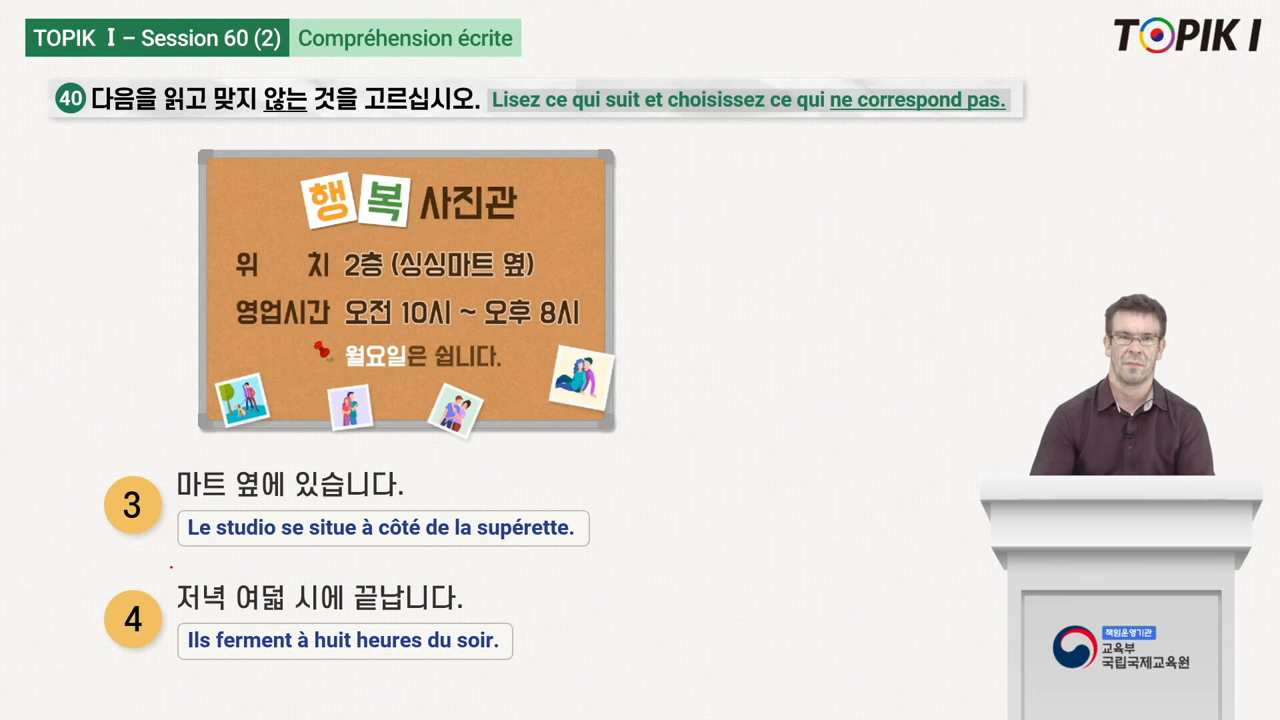 TOPIK Ⅰ – Session 60 (2) Compréhension écrite
TOPIK I
40 다음을 읽고 맞지 않는 것을 고르십시오. Lisez ce qui suit et choisissez ce qui ne correspond pas.
행복 사진관
위 치 2층 (싱싱마트 옆)
영업시간 오전 10시 ~ 오후 8시
월요일은 쉽니다.
3 마트 옆에 있습니다.
Le studio se situe à côté de la supérette.
4 저녁 여덟 시에 끝납니다.
Ils ferment à huit heures du soir.
책임운영기관
교육부
국립국제교육원